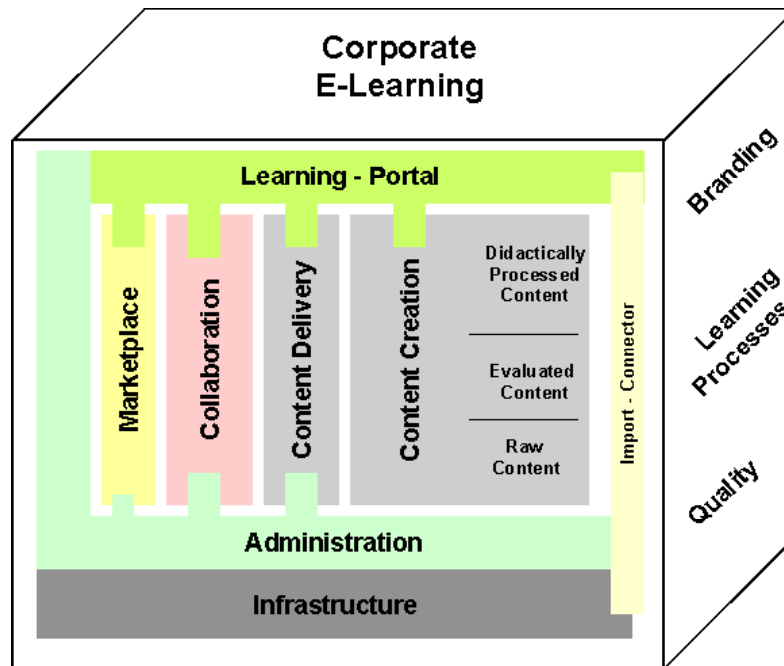 Corporate
E-Learning
Learning - Portal
Marketplace
Collaboration
Content Delivery
Content Creation
Didactically
Processed
Content
Evaluated
Content
Raw
Content
Import - Connector
Administration
Infrastructure
Branding
Learning
Processes
Quality